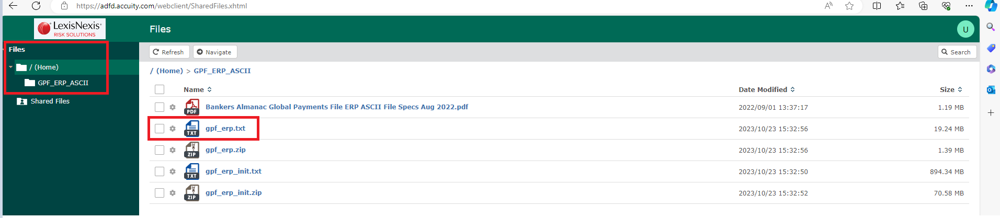 https://adfd.accuity.com/webclient/SharedFiles.xhtml
LexisNexis®
RISK SOLUTIONS
Files
U
Files
/ (Home)
GPF_ERP_ASCII
Shared Files
Refresh Navigate Search
/ (Home) > GPF_ERP_ASCII
Name Date Modified Size
PDF Bankers Almanac Global Payments File ERP ASCII File Specs Aug 2022.pdf 2022/09/01 13:37:17 1.19 MB
TXT gpf_erp.txt 2023/10/23 15:32:56 19.24 MB
ZIP gpf_erp.zip 2023/10/23 15:32:56 1.39 MB
TXT gpf_erp_init.txt 2023/10/23 15:32:50 894.34 MB
ZIP gpf_erp_init.zip 2023/10/23 15:32:52 70.58 MB